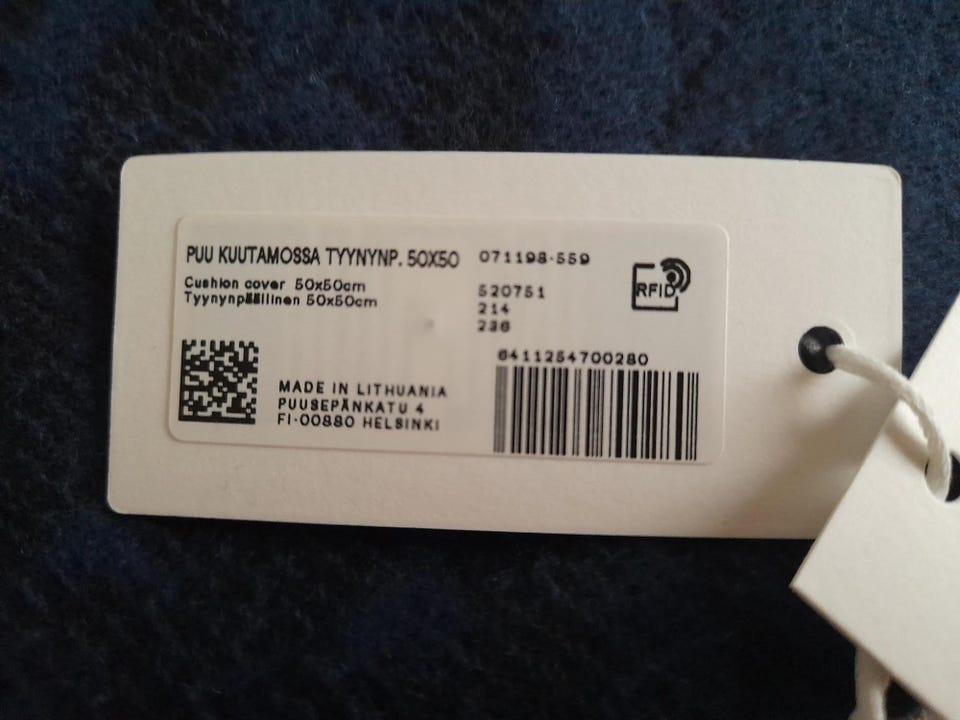 PUU KUUTAMOSSA TYYNYNP. 50X50
Cushion cover 50x50cm
Tyynynpäällinen 50x50cm
071198-559
520751
214
236
RFID
6411254700280
MADE IN LITHUANIA
PUUSEPÄNKATU 4
FI-00880 HELSINKI